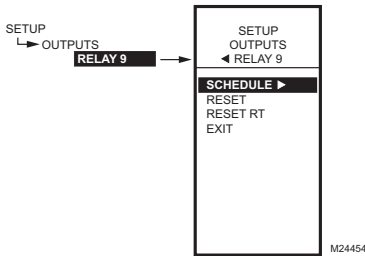 SETUP
OUTPUTS
RELAY 9
SETUP
OUTPUTS
◄ RELAY 9
SCHEDULE ►
RESET
RESET RT
EXIT
M24454